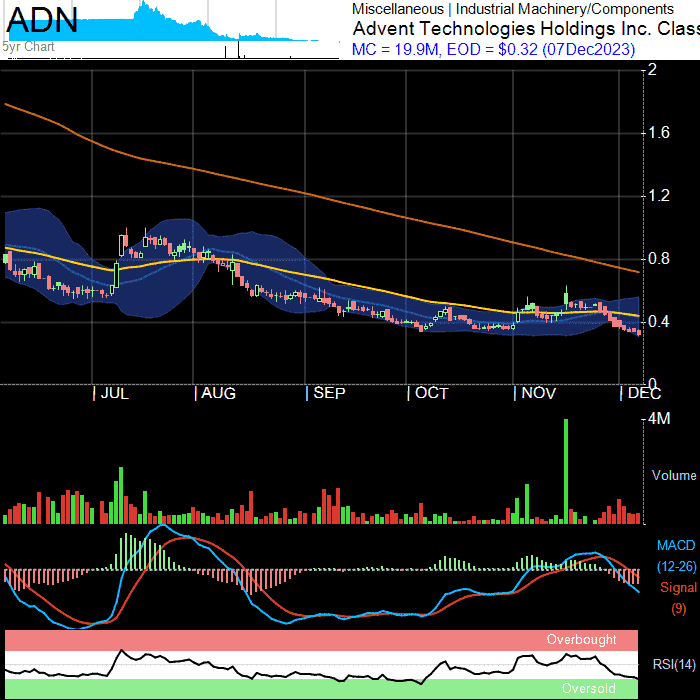 ADN
5yr Chart
Miscellaneous | Industrial Machinery/Components
Advent Technologies Holdings Inc. Class
MC = 19.9M, EOD = $0.32 (07Dec2023)
2
1.6
1.2
0.8
0.4
0
| JUL | AUG | SEP | OCT | NOV | DEC
4M
Volume
MACD
(12-26)
Signal
(9)
Overbought
RSI(14)
Oversold